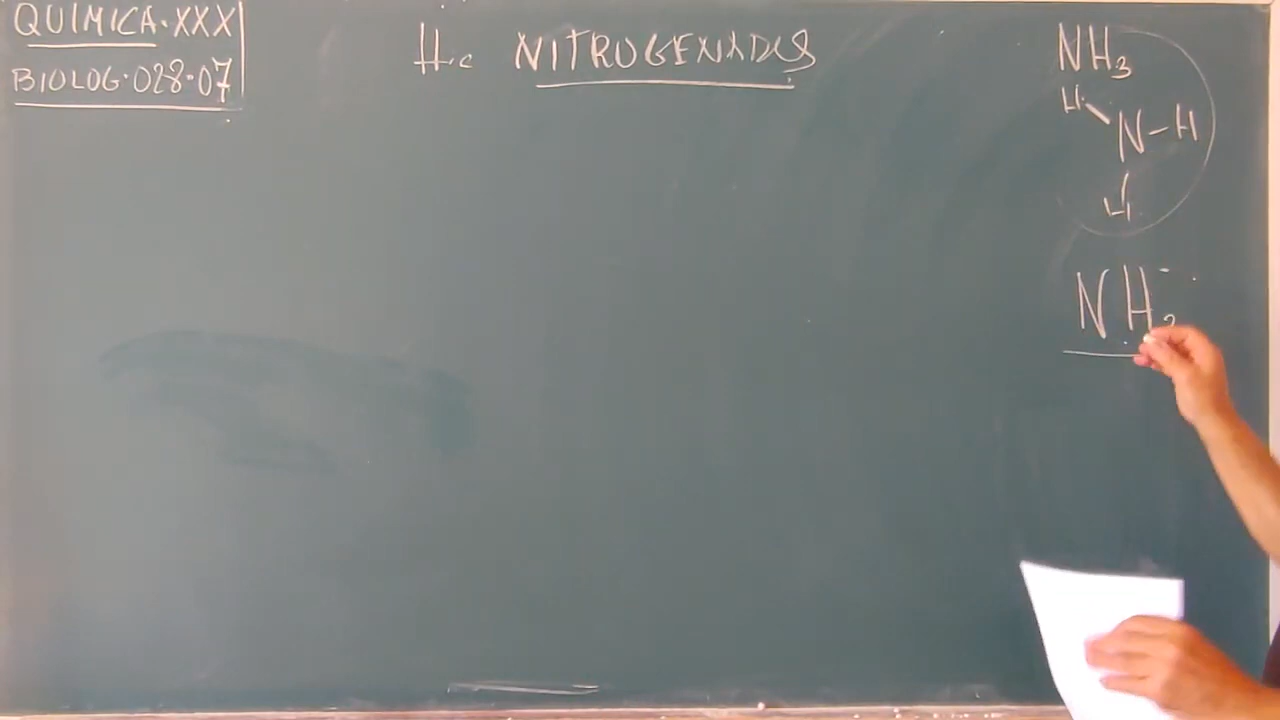 QUIMICA·XXX
BIOLOG·028·07
H.c NITROGENADOS
NH3
H
N-H
H
NH2-